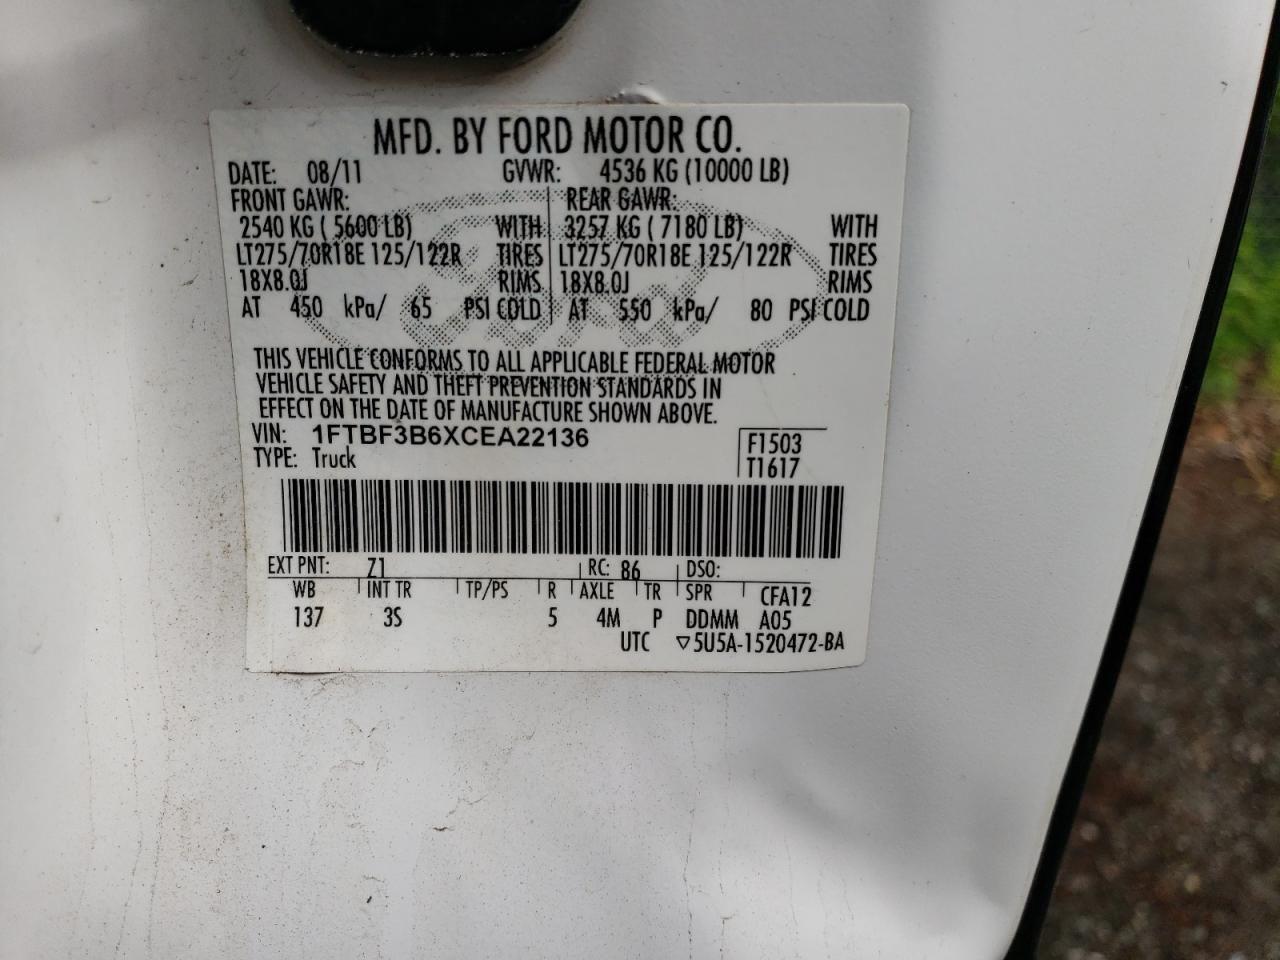 MFD. BY FORD MOTOR CO.
DATE: 08/11 GVWR: 4536 KG (10000 LB)
FRONT GAWR: REAR GAWR:
2540 KG ( 5600 LB) WITH 3257 KG ( 7180 LB) WITH
LT275/70R18E 125/122R TIRES LT275/70R18E 125/122R TIRES
18X8.0J RIMS 18X8.0J RIMS
AT 450 kPa/ 65 PSI COLD AT 550 kPa/ 80 PSI COLD
Ford
THIS VEHICLE CONFORMS TO ALL APPLICABLE FEDERAL MOTOR
VEHICLE SAFETY AND THEFT PREVENTION STANDARDS IN
EFFECT ON THE DATE OF MANUFACTURE SHOWN ABOVE.
VIN: 1FTBF3B6XCEA22136 F1503
TYPE: Truck T1617
EXT PNT: Z1 RC: 86 DSO:
WB INT TR TP/PS R AXLE TR SPR CFA12
137 3S 5 4M P DDMM A05
UTC ▽5U5A-1520472-BA